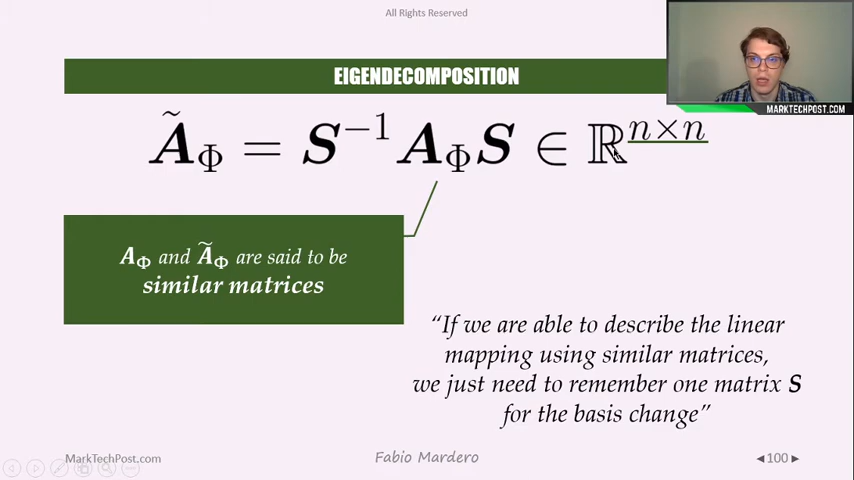 All Rights Reserved
EIGENDECOMPOSITION
MARKTECHPOST.COM
Ã_Φ = S⁻¹A_ΦS ∈ ℝⁿˣⁿ
A_Φ and Ã_Φ are said to be
similar matrices
“If we are able to describe the linear
mapping using similar matrices,
we just need to remember one matrix S
for the basis change”
MarkTechPost.com
Fabio Mardero
◄100►